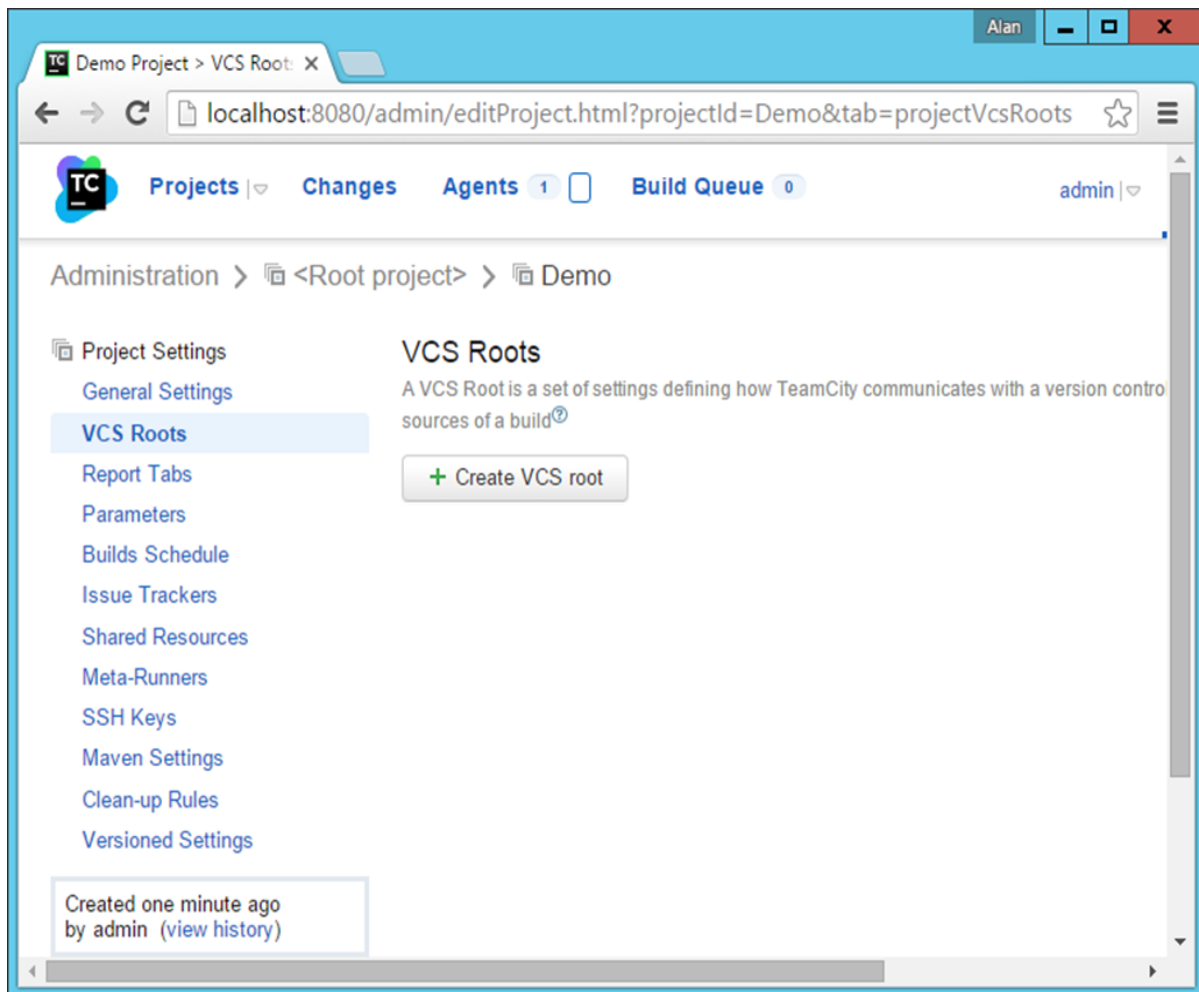 Alan
TC Demo Project > VCS Root
localhost:8080/admin/editProject.html?projectId=Demo&tab=projectVcsRoots
TC Projects Changes Agents 1 Build Queue 0 admin
Administration > <Root project> > Demo
Project Settings
General Settings
VCS Roots
Report Tabs
Parameters
Builds Schedule
Issue Trackers
Shared Resources
Meta-Runners
SSH Keys
Maven Settings
Clean-up Rules
Versioned Settings
Created one minute ago
by admin (view history)
VCS Roots
A VCS Root is a set of settings defining how TeamCity communicates with a version contro
sources of a build?
+ Create VCS root